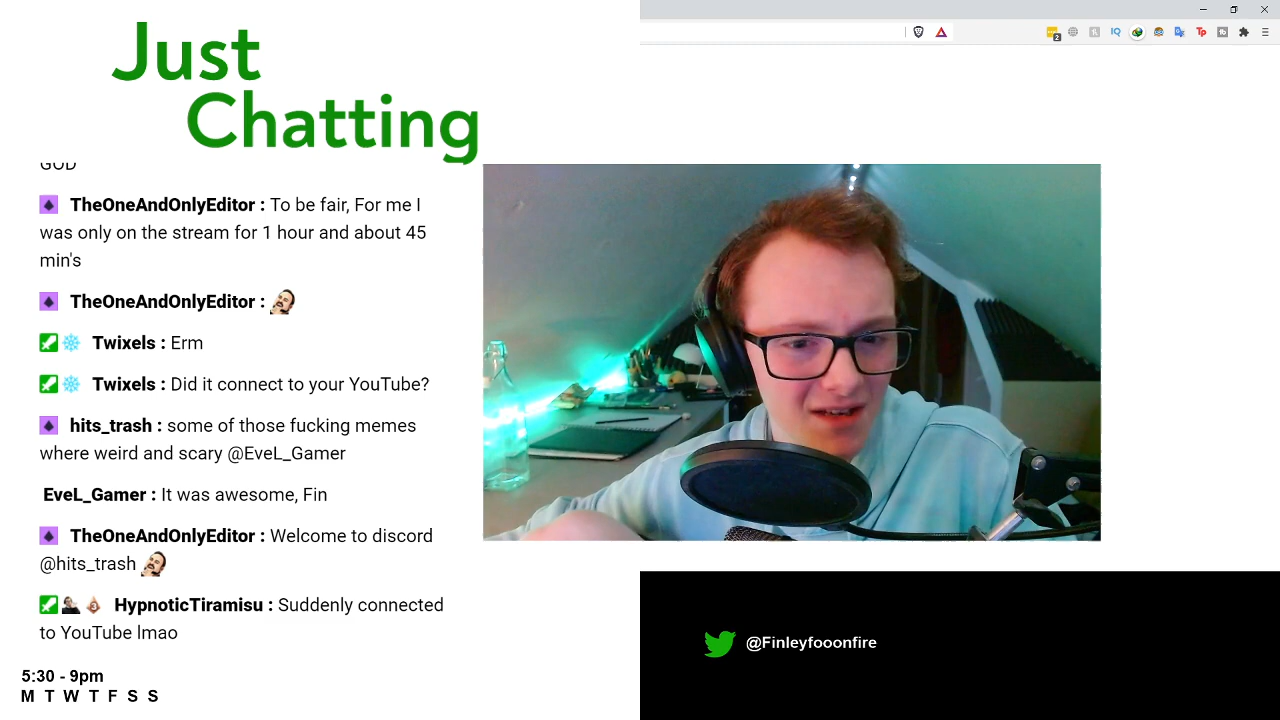 Just
Chatting
GOD
TheOneAndOnlyEditor : To be fair, For me I
was only on the stream for 1 hour and about 45
min's
TheOneAndOnlyEditor :
Twixels : Erm
Twixels : Did it connect to your YouTube?
hits_trash : some of those fucking memes
where weird and scary @EveL_Gamer
EveL_Gamer : It was awesome, Fin
TheOneAndOnlyEditor : Welcome to discord
@hits_trash
HypnoticTiramisu : Suddenly connected
to YouTube lmao
5:30 - 9pm
M T W T F S S
2
IQ
Tp
@Finleyfooonfire